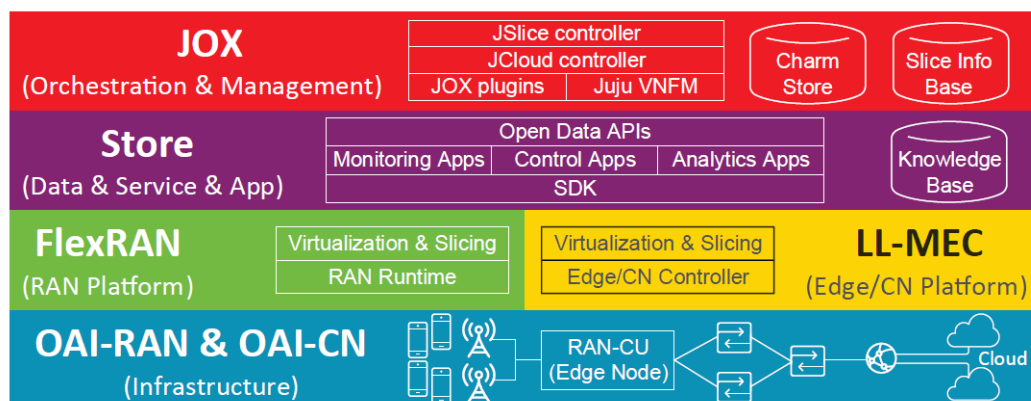 JOX
(Orchestration & Management)
JSlice controller
JCloud controller
JOX plugins
Juju VNFM
Charm
Store
Slice Info
Base
Store
(Data & Service & App)
Open Data APIs
Monitoring Apps
Control Apps
Analytics Apps
SDK
Knowledge
Base
FlexRAN
(RAN Platform)
Virtualization & Slicing
RAN Runtime
Virtualization & Slicing
Edge/CN Controller
LL-MEC
(Edge/CN Platform)
OAI-RAN & OAI-CN
(Infrastructure)
RAN-CU
(Edge Node)
Cloud